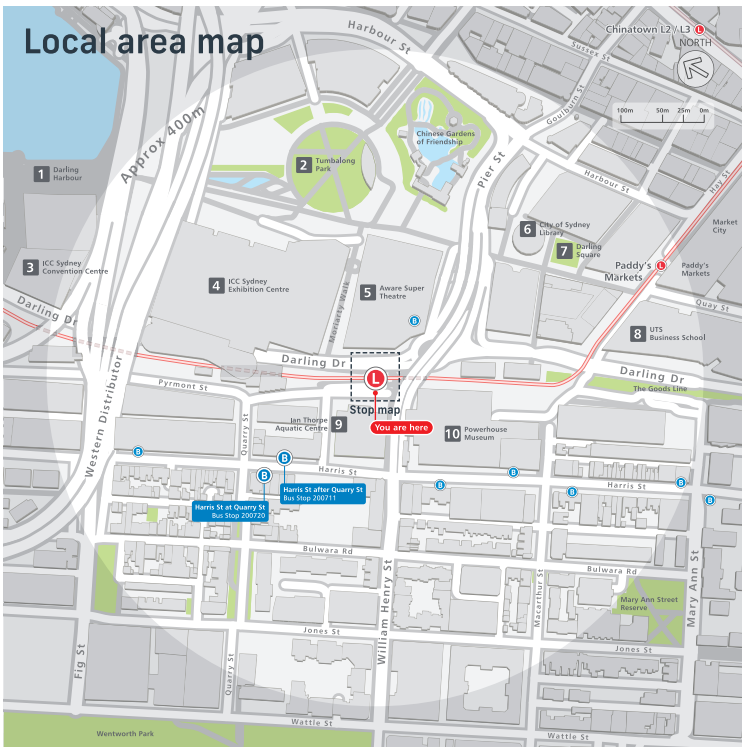 Local area map
Chinatown L2 / L3 L
NORTH
Harbour St
Sussex St
Goulburn St
100m 50m 25m 0m
Approx 400m
Chinese Gardens
of Friendship
Pier St
1 Darling
Harbour
2 Tumbalong
Park
Harbour St
Hay St
Market
City
6 City of Sydney
Library
7 Darling
Square
3 ICC Sydney
Convention Centre
4 ICC Sydney
Exhibition Centre
Moriarty Walk
5 Aware Super
Theatre
Paddy's
Markets
L
Paddy's
Markets
Quay St
B
8 UTS
Business School
Darling Dr
Darling Dr
Darling Dr
The Goods Line
L
Stop map
You are here
Pyrmont St
Western Distributor
Quarry St
Ian Thorpe
Aquatic Centre
9
10 Powerhouse
Museum
B
B
B
Harris St
B
B
B
B
B
Harris St
Harris St after Quarry St
Bus Stop 200711
Harris St at Quarry St
Bus Stop 200720
Bulwara Rd
Bulwara Rd
William Henry St
Macarthur St
Mary Ann Street
Reserve
Mary Ann St
Jones St
Jones St
Fig St
Quarry St
Wattle St
Wattle St
Wentworth Park